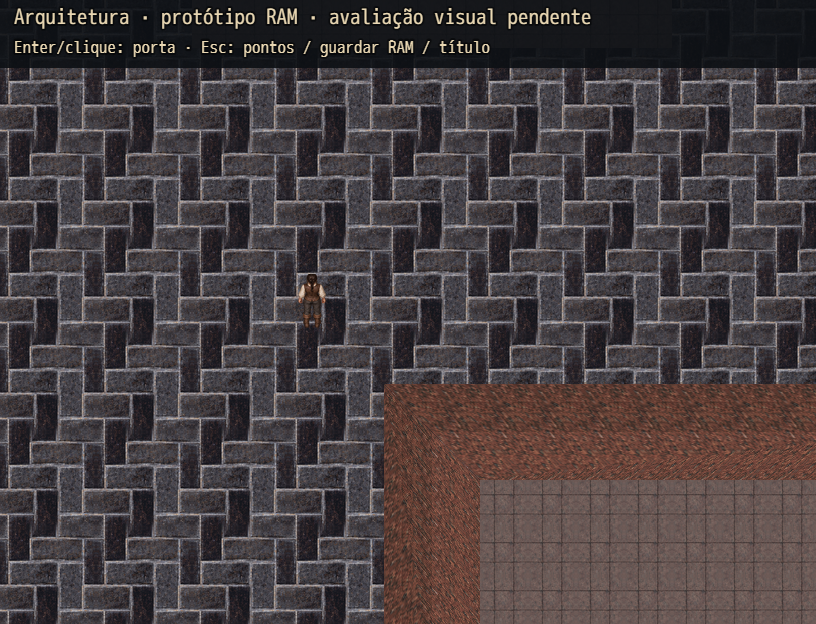 Arquitetura · protótipo RAM · avaliação visual pendente
Enter/clique: porta · Esc: pontos / guardar RAM / título